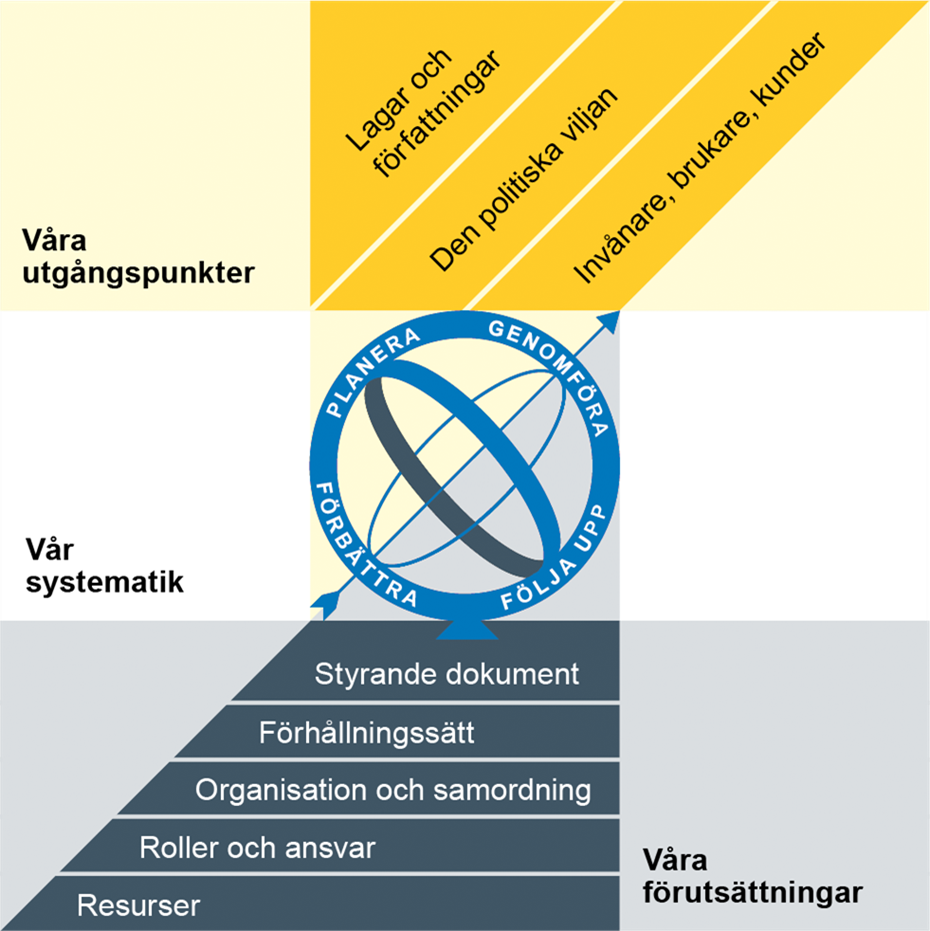 Lagar och
författningar
Den politiska viljan
Invånare, brukare, kunder
Våra
utgångspunkter
PLANERA
GENOMFÖRA
FÖLJA UPP
FÖRBÄTTRA
Vår
systematik
Styrande dokument
Förhållningssätt
Organisation och samordning
Roller och ansvar
Resurser
Våra
förutsättningar